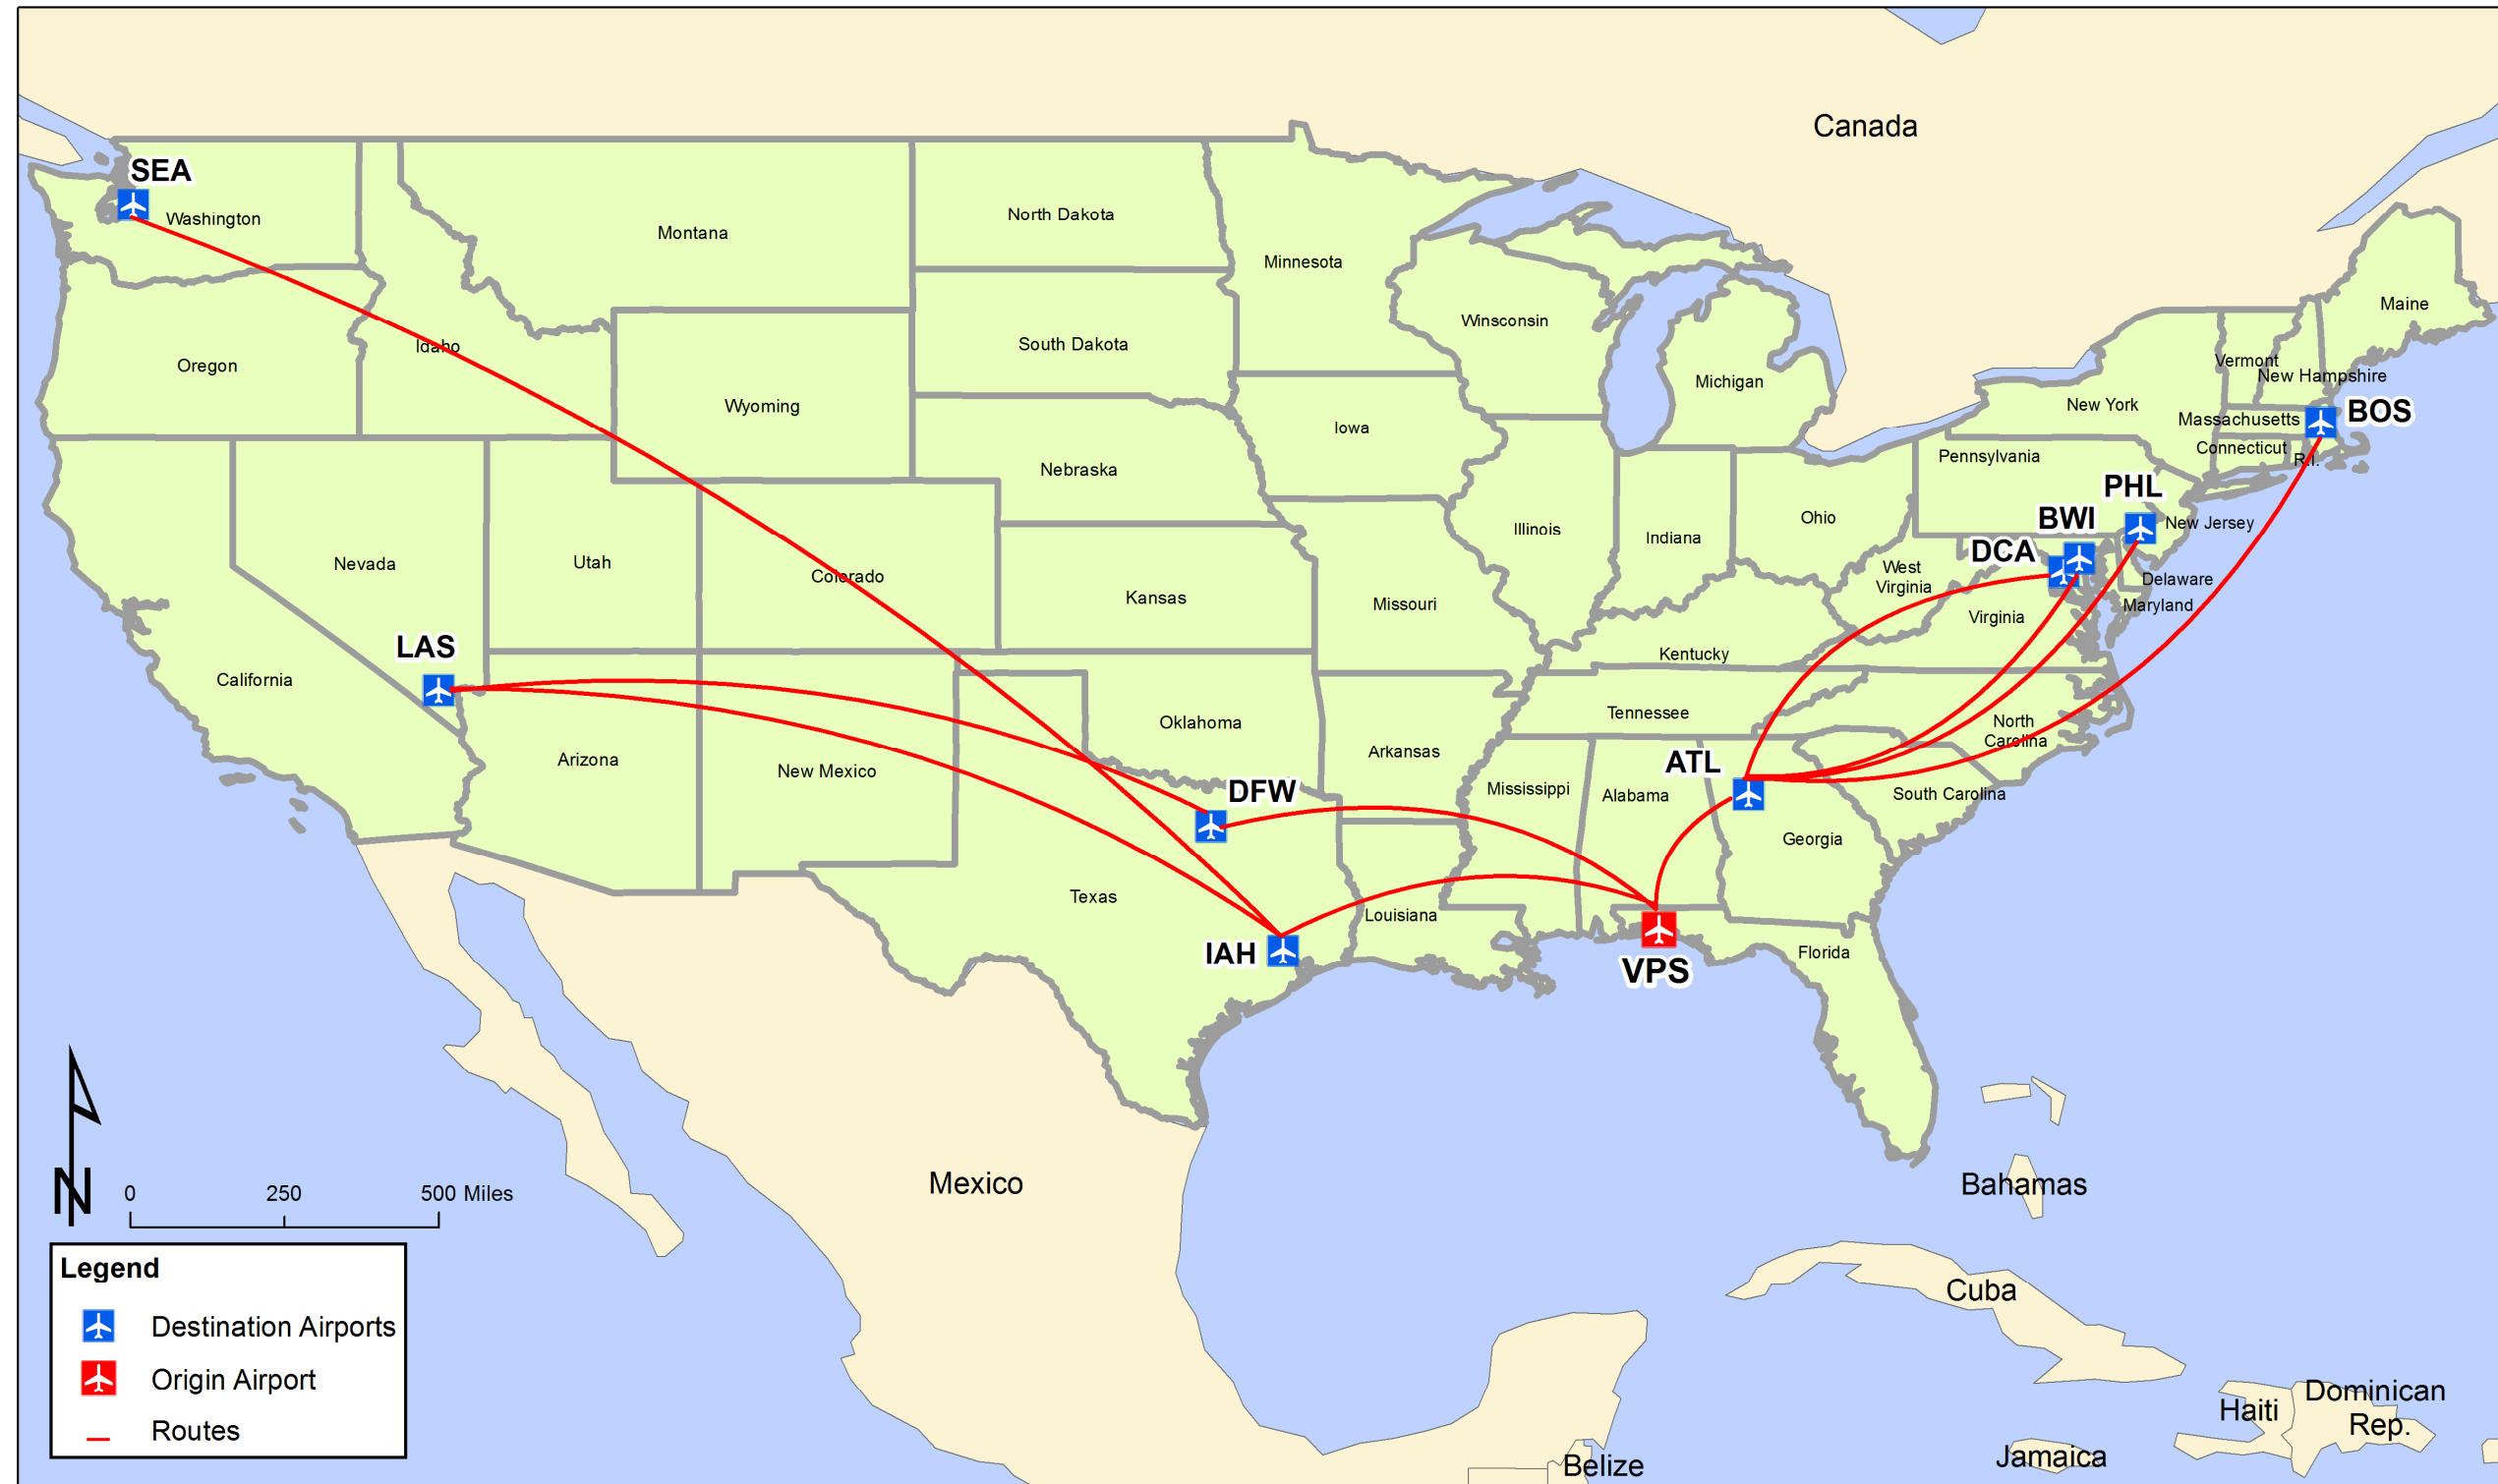 Canada
SEA
Washington
Montana
North Dakota
Minnesota
Maine
Winsconsin
South Dakota
Idaho
Oregon
Vermont
New Hampshire
Michigan
Wyoming
New York
BOS
Massachusetts
Iowa
Connecticut
R.I.
Pennsylvania
Nebraska
PHL
BWI
New Jersey
Ohio
Illinois
Indiana
DCA
Nevada
Utah
Colorado
West
Virginia
Delaware
Kansas
Missouri
Maryland
Virginia
LAS
Kentucky
California
Tennessee
Oklahoma
North
Carolina
Arizona
New Mexico
Arkansas
ATL
DFW
Mississippi
Alabama
South Carolina
Georgia
Texas
Louisiana
IAH
Florida
VPS
N
0 250 500 Miles
Mexico
Bahamas
Legend
Destination Airports
Origin Airport
Routes
Cuba
Haiti
Dominican
Rep.
Jamaica
Belize